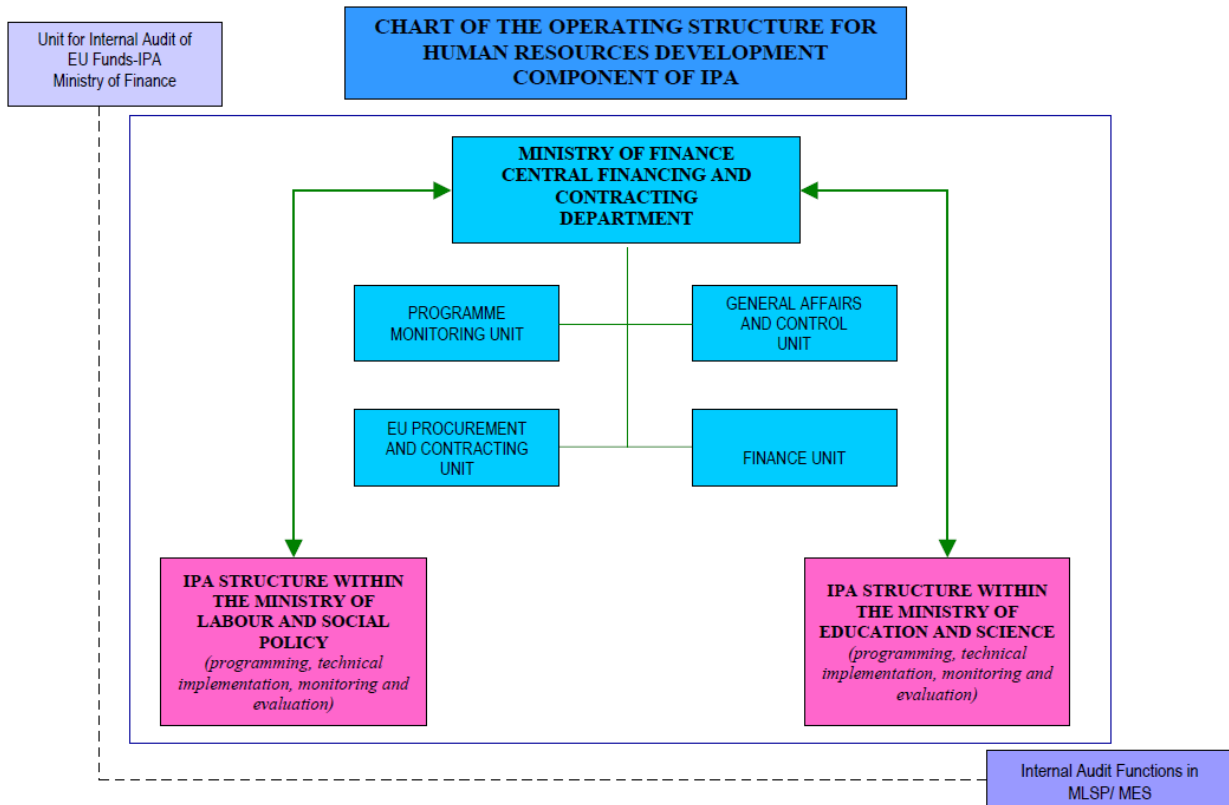 Unit for Internal Audit of
EU Funds-IPA
Ministry of Finance
CHART OF THE OPERATING STRUCTURE FOR
HUMAN RESOURCES DEVELOPMENT
COMPONENT OF IPA
MINISTRY OF FINANCE
CENTRAL FINANCING AND
CONTRACTING
DEPARTMENT
PROGRAMME
MONITORING UNIT
GENERAL AFFAIRS
AND CONTROL
UNIT
EU PROCUREMENT
AND CONTRACTING
UNIT
FINANCE UNIT
IPA STRUCTURE WITHIN
THE MINISTRY OF
LABOUR AND SOCIAL
POLICY
(programming, technical
implementation, monitoring and
evaluation)
IPA STRUCTURE WITHIN
THE MINISTRY OF
EDUCATION AND SCIENCE
(programming, technical
implementation, monitoring and
evaluation)
Internal Audit Functions in
MLSP/ MES